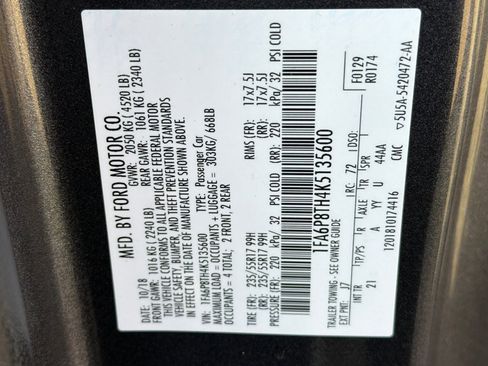 MFD. BY FORD MOTOR CO.
DATE: 10/18 GVWR: 2050 KG ( 4520 LB)
FRONT GAWR: 1016 KG ( 2240 LB) REAR GAWR: 1061 KG ( 2340 LB)
THIS VEHICLE CONFORMS TO ALL APPLICABLE FEDERAL MOTOR
VEHICLE SAFETY, BUMPER, AND THEFT PREVENTION STANDARDS
IN EFFECT ON THE DATE OF MANUFACTURE SHOWN ABOVE.
VIN: 1FA6P8TH4K5135600 TYPE: Passenger Car
MAXIMUM LOAD = OCCUPANTS + LUGGAGE = 303KG / 668LB
OCCUPANTS = 4 TOTAL; 2 FRONT, 2 REAR
TIRE (FR): 235/55R17 99H RIMS (FR): 17x7.5J
TIRE (RR): 235/55R17 99H (RR): 17x7.5J
PRESSURE (FR): 220 kPa/ 32 PSI COLD (RR): 220 kPa/ 32 PSI COLD
1FA6P8TH4K5135600
TRAILER TOWING - SEE OWNER GUIDE
F0129
R0174
EXT PNT: J7 RC: 72 DSO:
INT TR TP/PS R AXLE TR SPR
21 I A YY U 44AA
1201810174416 CMC ▽5U5A-5420472-AA